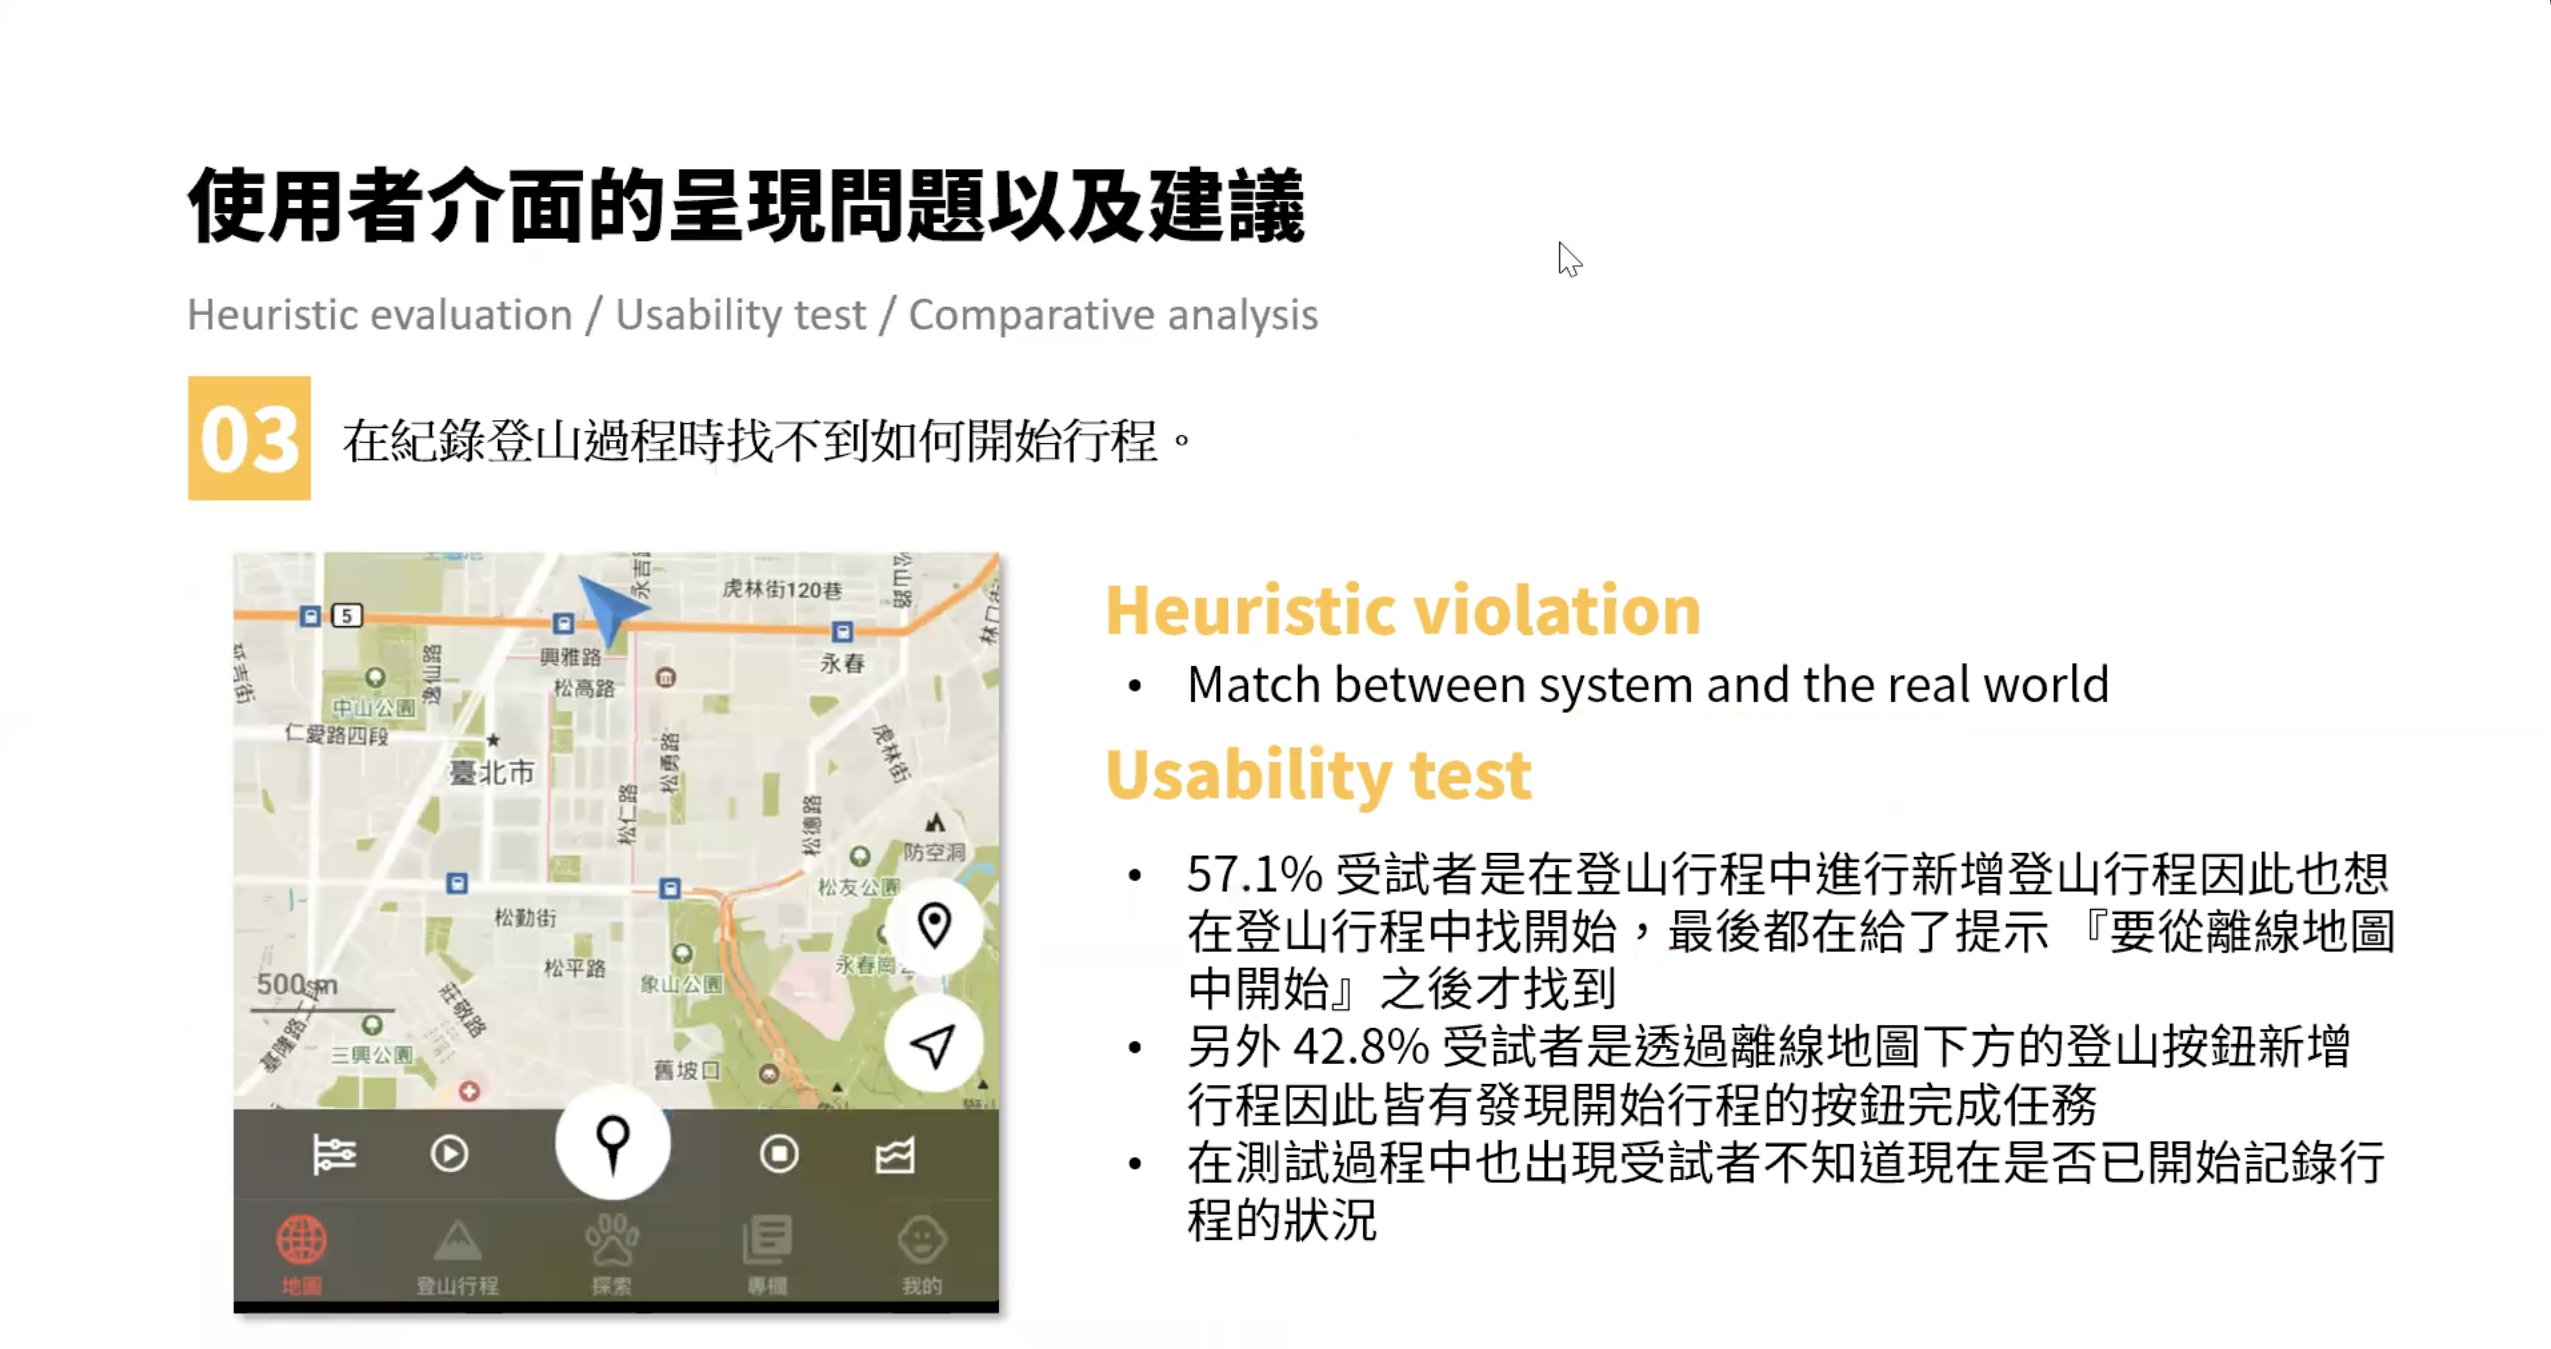 使用者介面的呈現問題以及建議
Heuristic evaluation / Usability test / Comparative analysis
03
在紀錄登山過程時找不到如何開始行程。
虎林街120巷
5
興雅路
永春
松高路
逸仙路
中山公園
仁愛路四段
松勇路
虎林街
臺北市
松仁路
松德路
防空洞
松友公園
松勤街
松平路
象山公園
500 m
莊敬路
基隆路二段
三興公園
舊坡口
地圖
登山行程
探索
專欄
我的
Heuristic violation
• Match between system and the real world
Usability test
• 57.1% 受試者是在登山行程中進行新增登山行程因此也想
在登山行程中找開始，最後都在給了提示 『要從離線地圖
中開始』之後才找到
• 另外 42.8% 受試者是透過離線地圖下方的登山按鈕新增
行程因此皆有發現開始行程的按鈕完成任務
• 在測試過程中也出現受試者不知道現在是否已開始記錄行
程的狀況